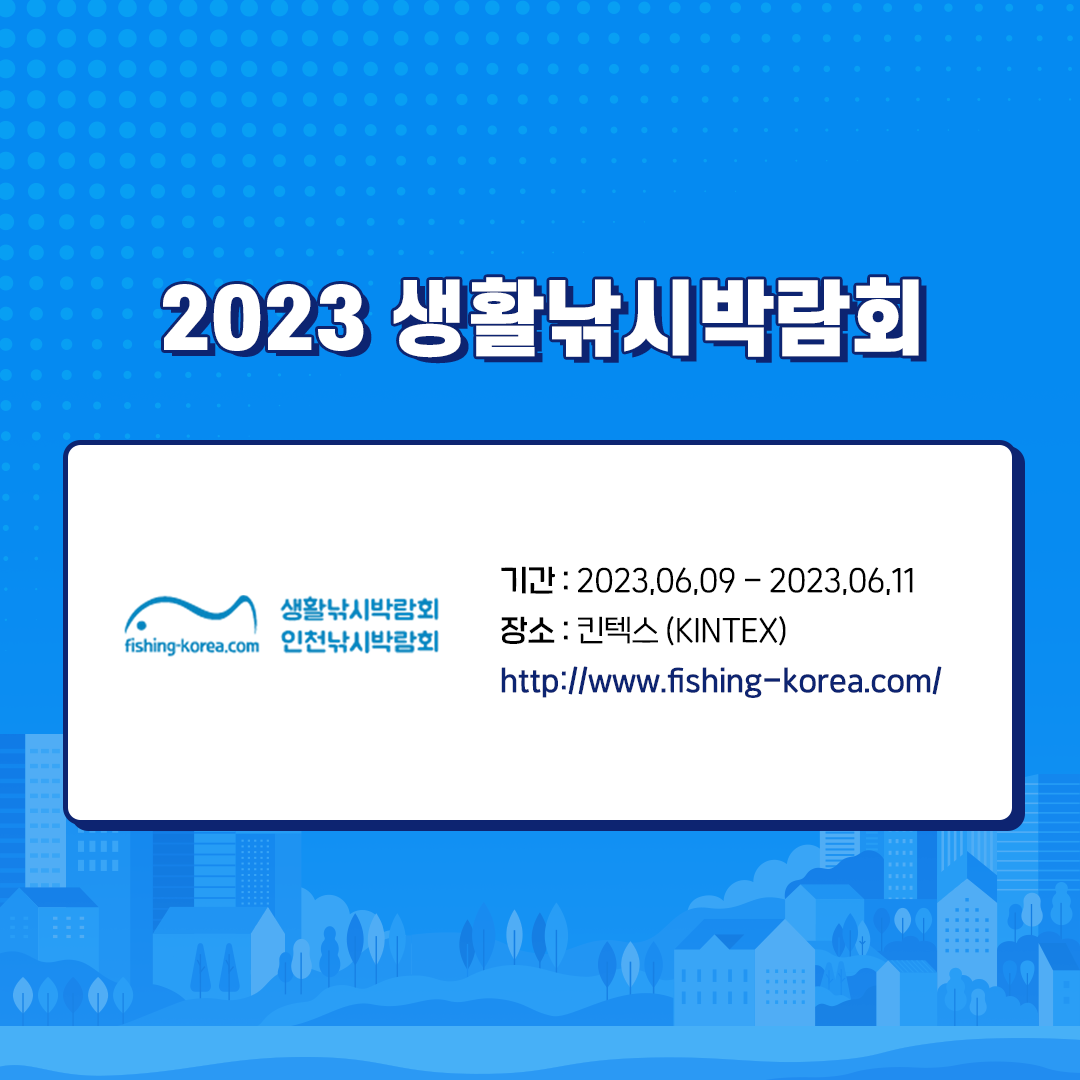 2023 생활낚시박람회
fishing-korea.com
생활낚시박람회
인천낚시박람회
기간 : 2023.06.09 - 2023.06.11
장소 : 킨텍스 (KINTEX)
http://www.fishing-korea.com/